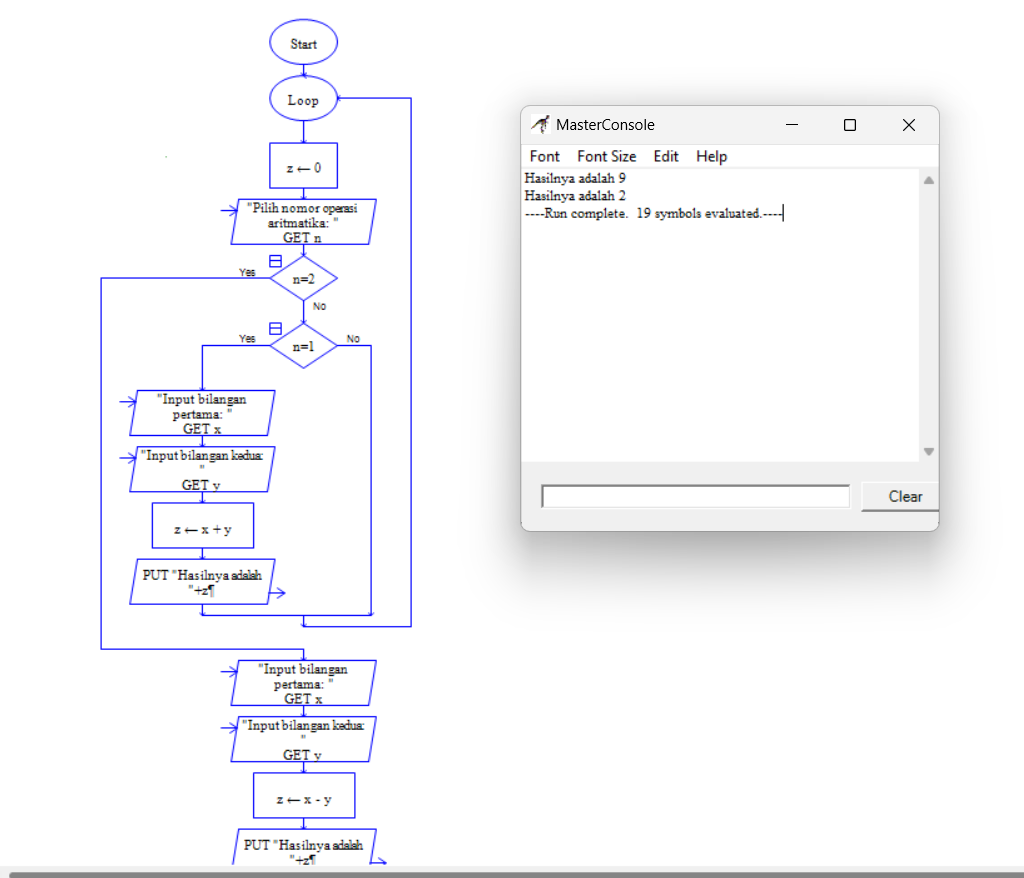 Start
Loop
z ← 0
"Pilih nomor operasi
aritmatika: "
GET n
Yes
n=2
No
Yes
n=1
No
"Input bilangan
pertama: "
GET x
"Input bilangan kedua:
"
GET y
z ← x + y
PUT "Hasilnya adalah
"+z¶
"Input bilangan
pertama: "
GET x
"Input bilangan kedua:
"
GET y
z ← x - y
PUT "Hasilnya adalah
"+z¶
MasterConsole
Font Font Size Edit Help
Hasilnya adalah 9
Hasilnya adalah 2
----Run complete. 19 symbols evaluated.----
Clear